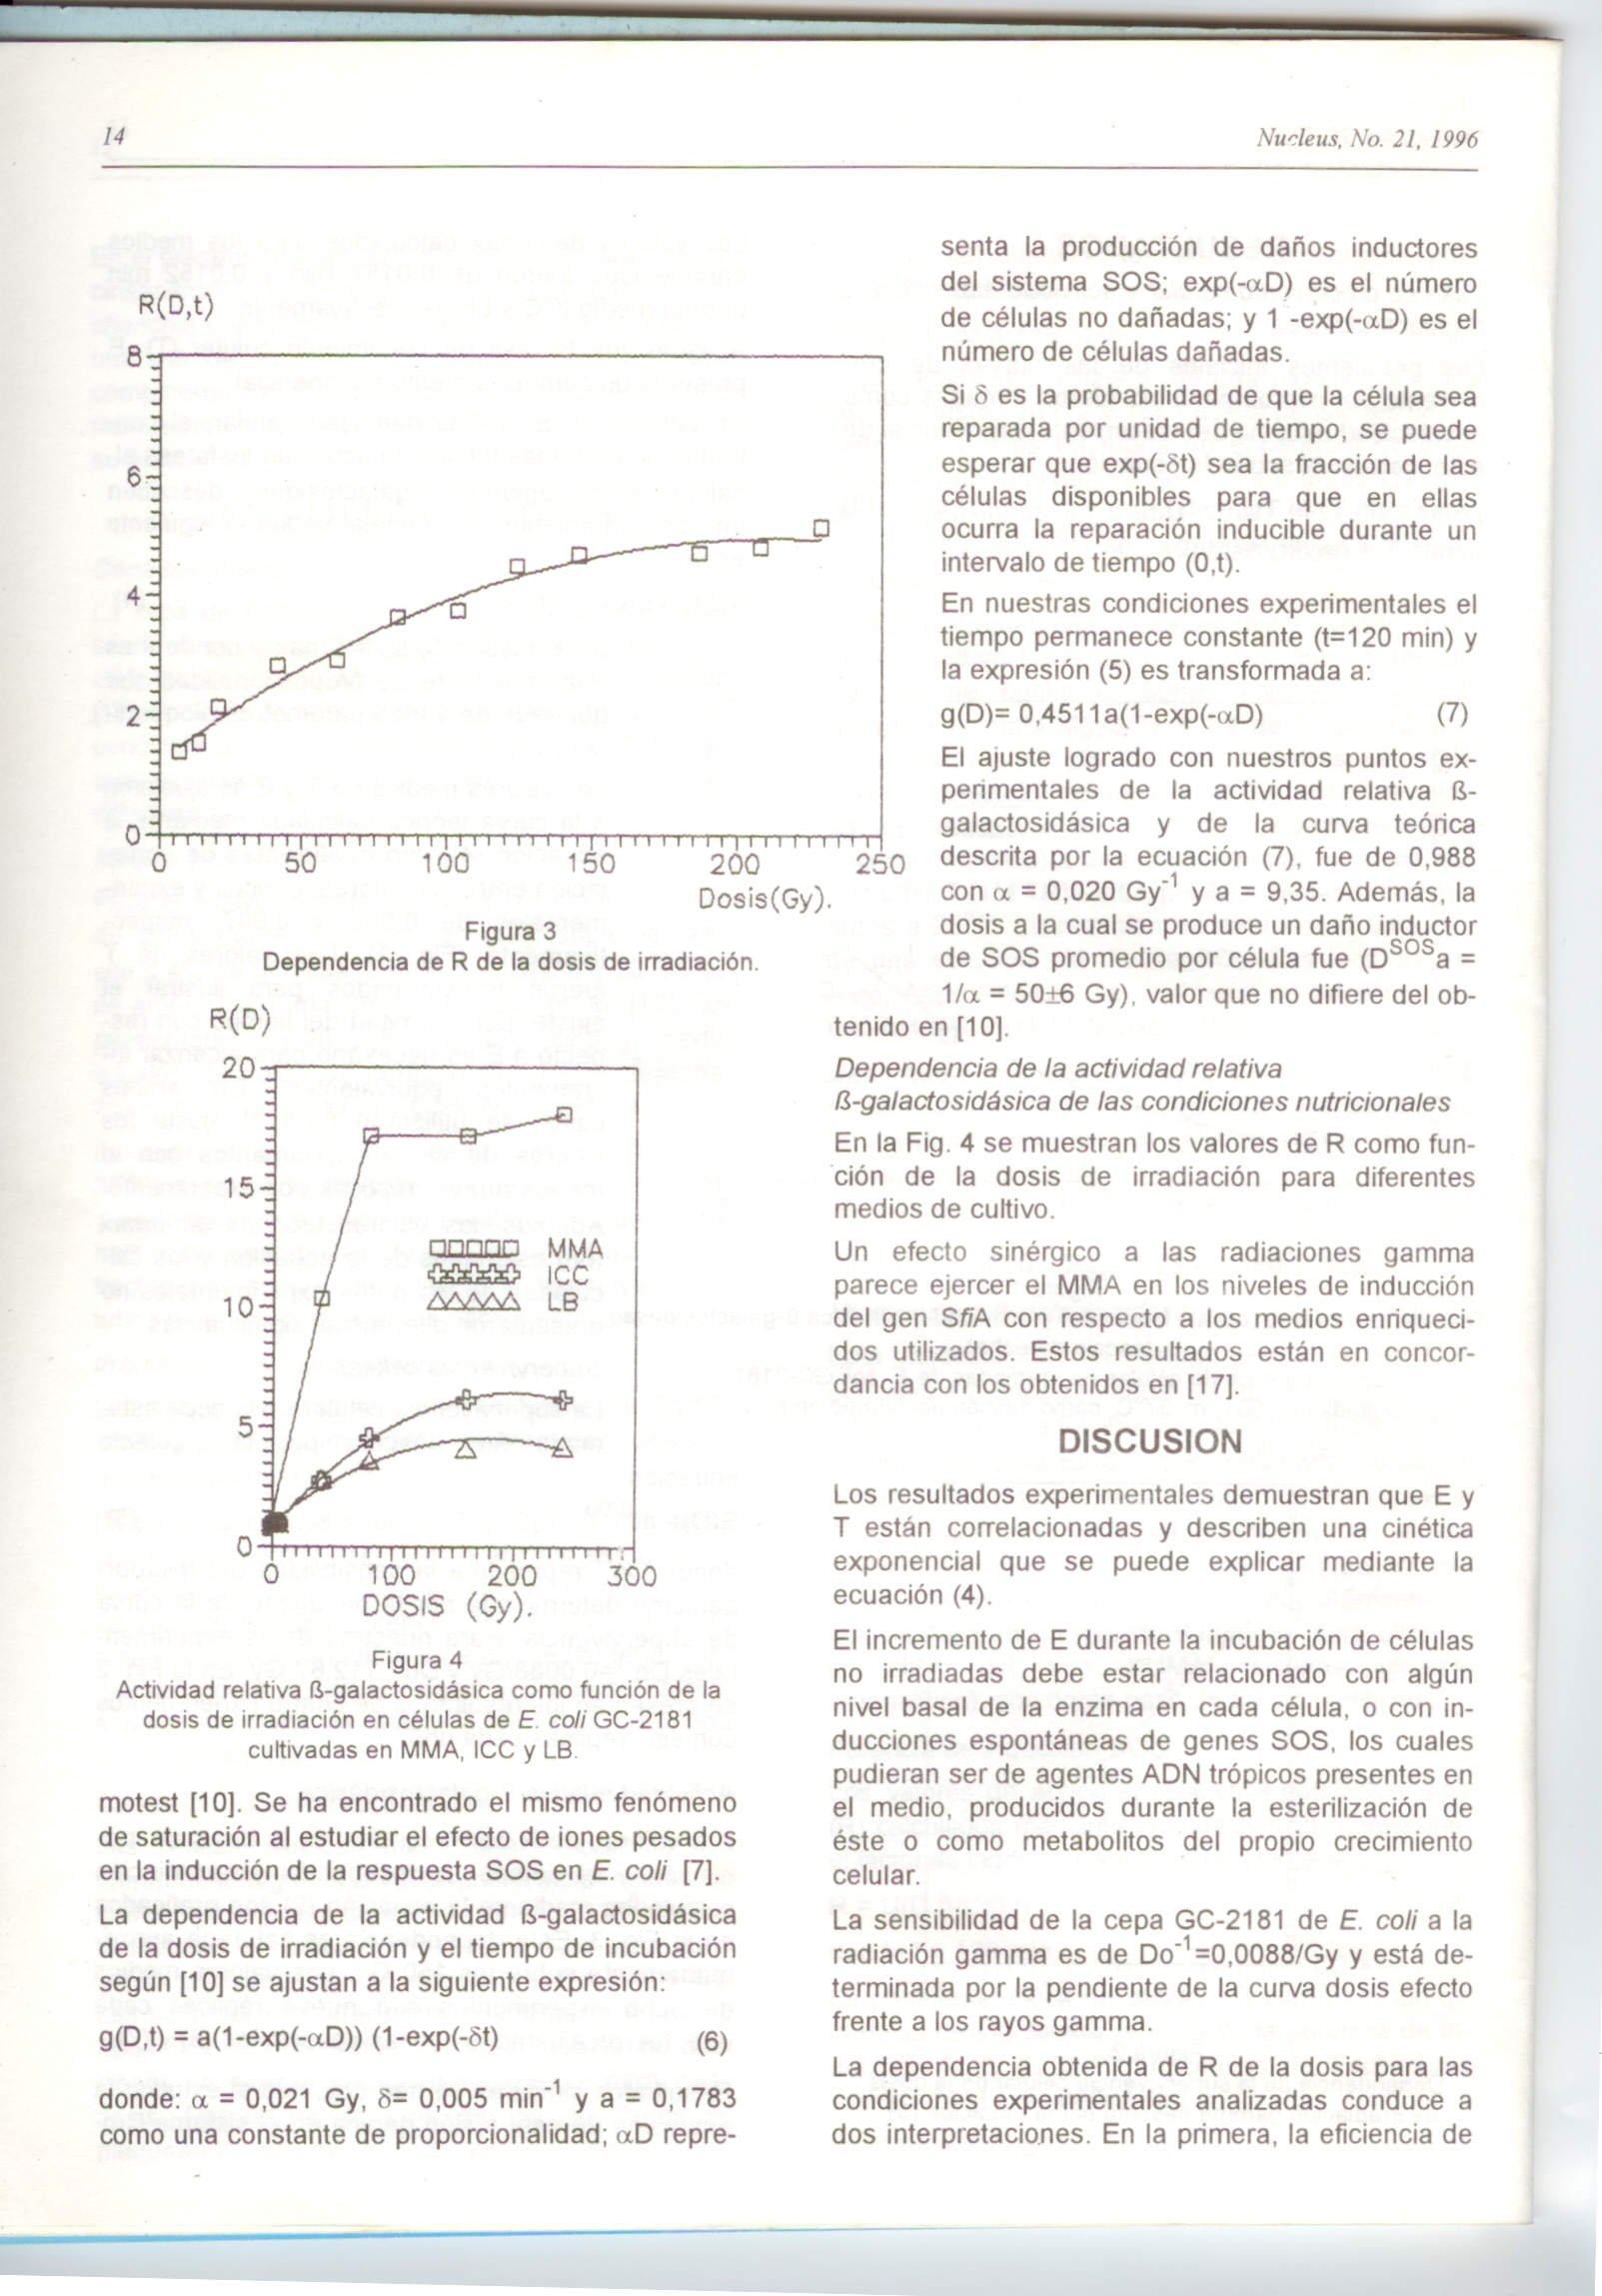 14
Nucleus, No. 21, 1996
R(D,t)
8
6
4
2
0
0 50 100 150 200 250
Dosis(Gy).
Figura 3
Dependencia de R de la dosis de irradiación.
R(D)
20
15
10
5
0
MMA
ICC
LB
0 100 200 300
DOSIS (Gy).
Figura 4
Actividad relativa ß-galactosidásica como función de la
dosis de irradiación en células de E. coli GC-2181
cultivadas en MMA, ICC y LB.
motest [10]. Se ha encontrado el mismo fenómeno
de saturación al estudiar el efecto de iones pesados
en la inducción de la respuesta SOS en E. coli [7].
La dependencia de la actividad ß-galactosidásica
de la dosis de irradiación y el tiempo de incubación
según [10] se ajustan a la siguiente expresión:
g(D,t) = a(1-exp(-αD)) (1-exp(-δt) (6)
donde: α = 0,021 Gy, δ= 0,005 min⁻¹ y a = 0,1783
como una constante de proporcionalidad; αD repre-
senta la producción de daños inductores
del sistema SOS; exp(-αD) es el número
de células no dañadas; y 1 -exp(-αD) es el
número de células dañadas.
Si δ es la probabilidad de que la célula sea
reparada por unidad de tiempo, se puede
esperar que exp(-δt) sea la fracción de las
células disponibles para que en ellas
ocurra la reparación inducible durante un
intervalo de tiempo (0,t).
En nuestras condiciones experimentales el
tiempo permanece constante (t=120 min) y
la expresión (5) es transformada a:
g(D)= 0,4511a(1-exp(-αD) (7)
El ajuste logrado con nuestros puntos ex-
perimentales de la actividad relativa ß-
galactosidásica y de la curva teórica
descrita por la ecuación (7), fue de 0,988
con α = 0,020 Gy⁻¹ y a = 9,35. Además, la
dosis a la cual se produce un daño inductor
de SOS promedio por célula fue (D^SOS a =
1/α = 50±6 Gy), valor que no difiere del ob-
tenido en [10].
Dependencia de la actividad relativa
ß-galactosidásica de las condiciones nutricionales
En la Fig. 4 se muestran los valores de R como fun-
ción de la dosis de irradiación para diferentes
medios de cultivo.
Un efecto sinérgico a las radiaciones gamma
parece ejercer el MMA en los niveles de inducción
del gen SfiA con respecto a los medios enriqueci-
dos utilizados. Estos resultados están en concor-
dancia con los obtenidos en [17].
DISCUSION
Los resultados experimentales demuestran que E y
T están correlacionadas y describen una cinética
exponencial que se puede explicar mediante la
ecuación (4).
El incremento de E durante la incubación de células
no irradiadas debe estar relacionado con algún
nivel basal de la enzima en cada célula, o con in-
ducciones espontáneas de genes SOS, los cuales
pudieran ser de agentes ADN trópicos presentes en
el medio, producidos durante la esterilización de
éste o como metabolitos del propio crecimiento
celular.
La sensibilidad de la cepa GC-2181 de E. coli a la
radiación gamma es de Do⁻¹=0,0088/Gy y está de-
terminada por la pendiente de la curva dosis efecto
frente a los rayos gamma.
La dependencia obtenida de R de la dosis para las
condiciones experimentales analizadas conduce a
dos interpretaciones. En la primera, la eficiencia de